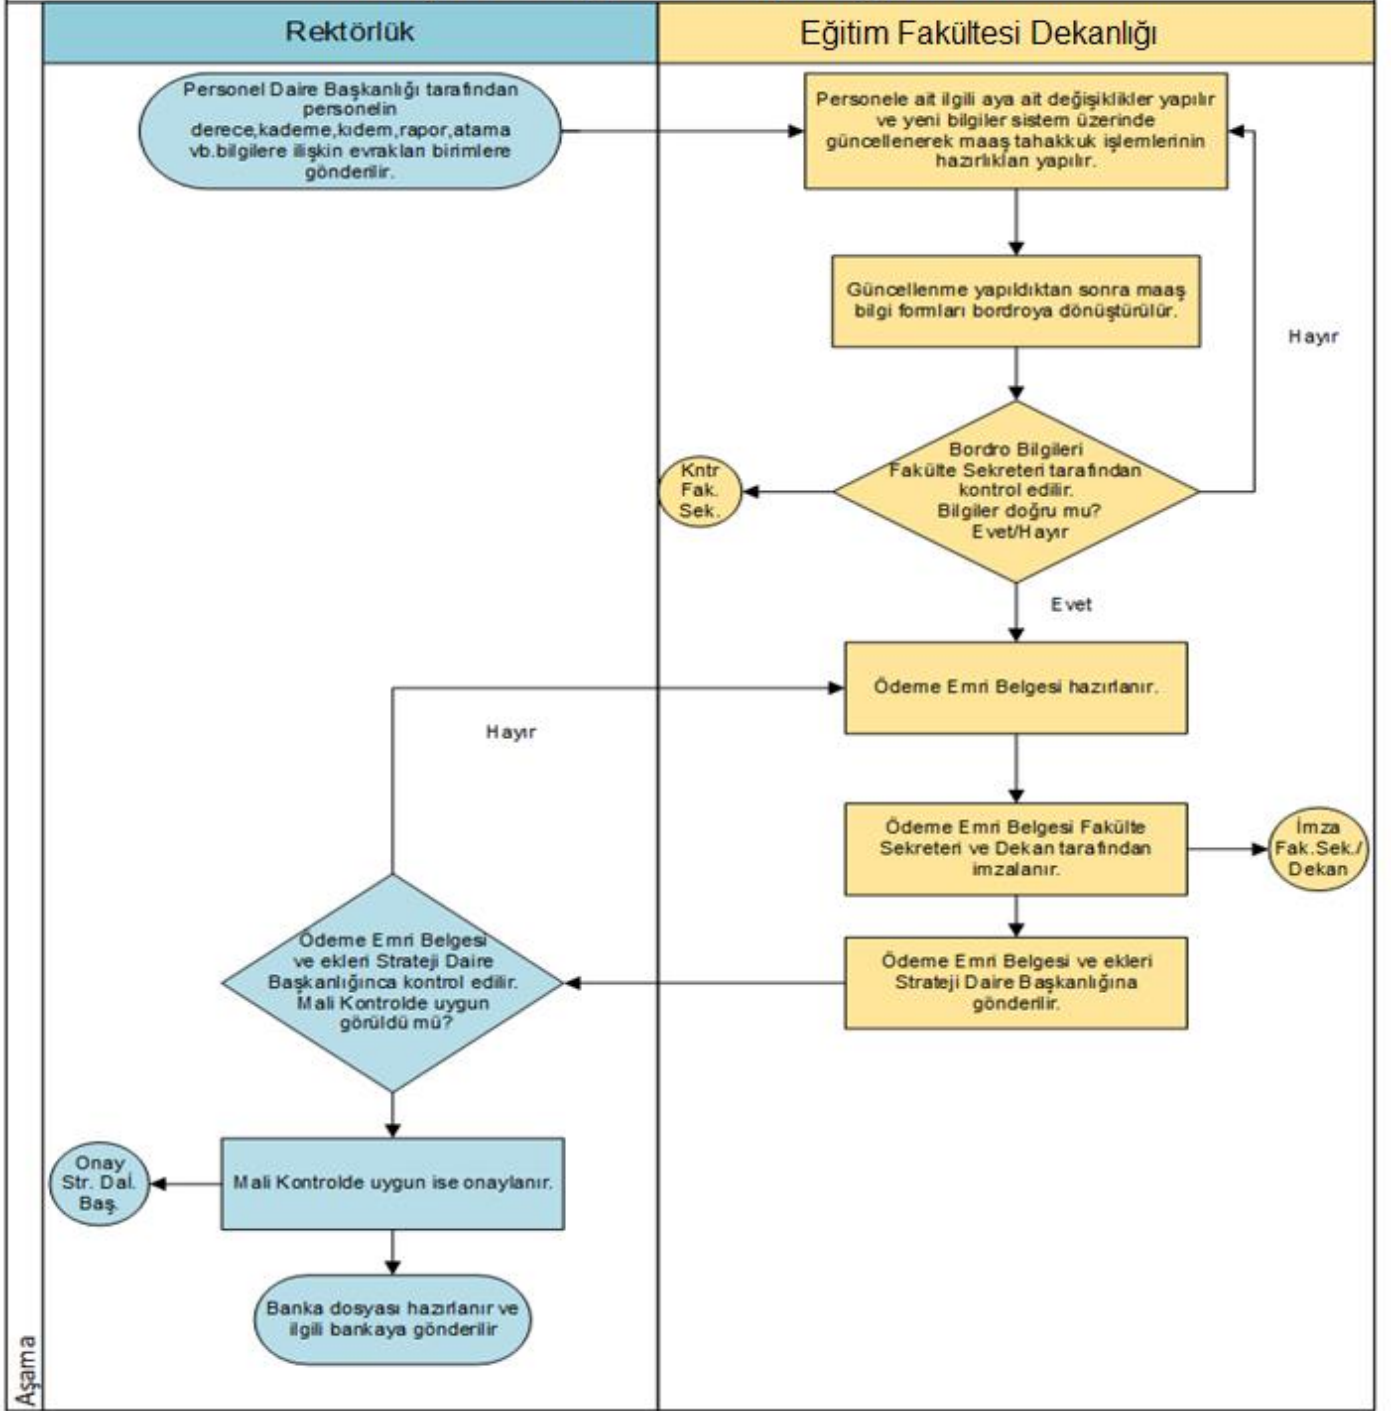 Rektörlük
Eğitim Fakültesi Dekanlığı
Personel Daire Başkanlığı tarafından
personelin
derece,kademe,kıdem,rapor,atama
vb.bilgilere ilişkin evrakları birimlere
gönderilir.
Personele ait ilgili aya ait değişiklikler yapılır
ve yeni bilgiler sistem üzerinde
güncellenerek maaş tahakkuk işlemlerinin
hazırlıkları yapılır.
Güncellenme yapıldıktan sonra maaş
bilgi formları bordroya dönüştürülür.
Hayır
Bordro Bilgileri
Fakülte Sekreteri tarafından
kontrol edilir.
Bilgiler doğru mu?
Evet/Hayır
Kntr
Fak.
Sek.
Evet
Ödeme Emri Belgesi hazırlanır.
Hayır
Ödeme Emri Belgesi Fakülte
Sekreteri ve Dekan tarafından
imzalanır.
İmza
Fak.Sek./
Dekan
Ödeme Emri Belgesi ve ekleri
Strateji Daire Başkanlığına
gönderilir.
Ödeme Emri Belgesi
ve ekleri Strateji Daire
Başkanlığınca kontrol edilir.
Mali Kontrolde uygun
görüldü mü?
Mali Kontrolde uygun ise onaylanır.
Onay
Str. Dai.
Baş.
Banka dosyası hazırlanır ve
ilgili bankaya gönderilir
Aşama